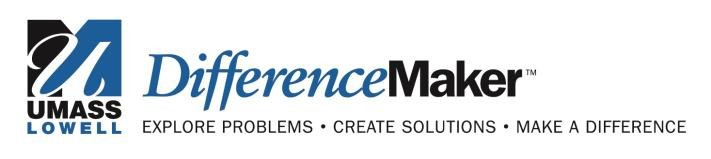 UMASS
LOWELL
DifferenceMaker™
EXPLORE PROBLEMS • CREATE SOLUTIONS • MAKE A DIFFERENCE